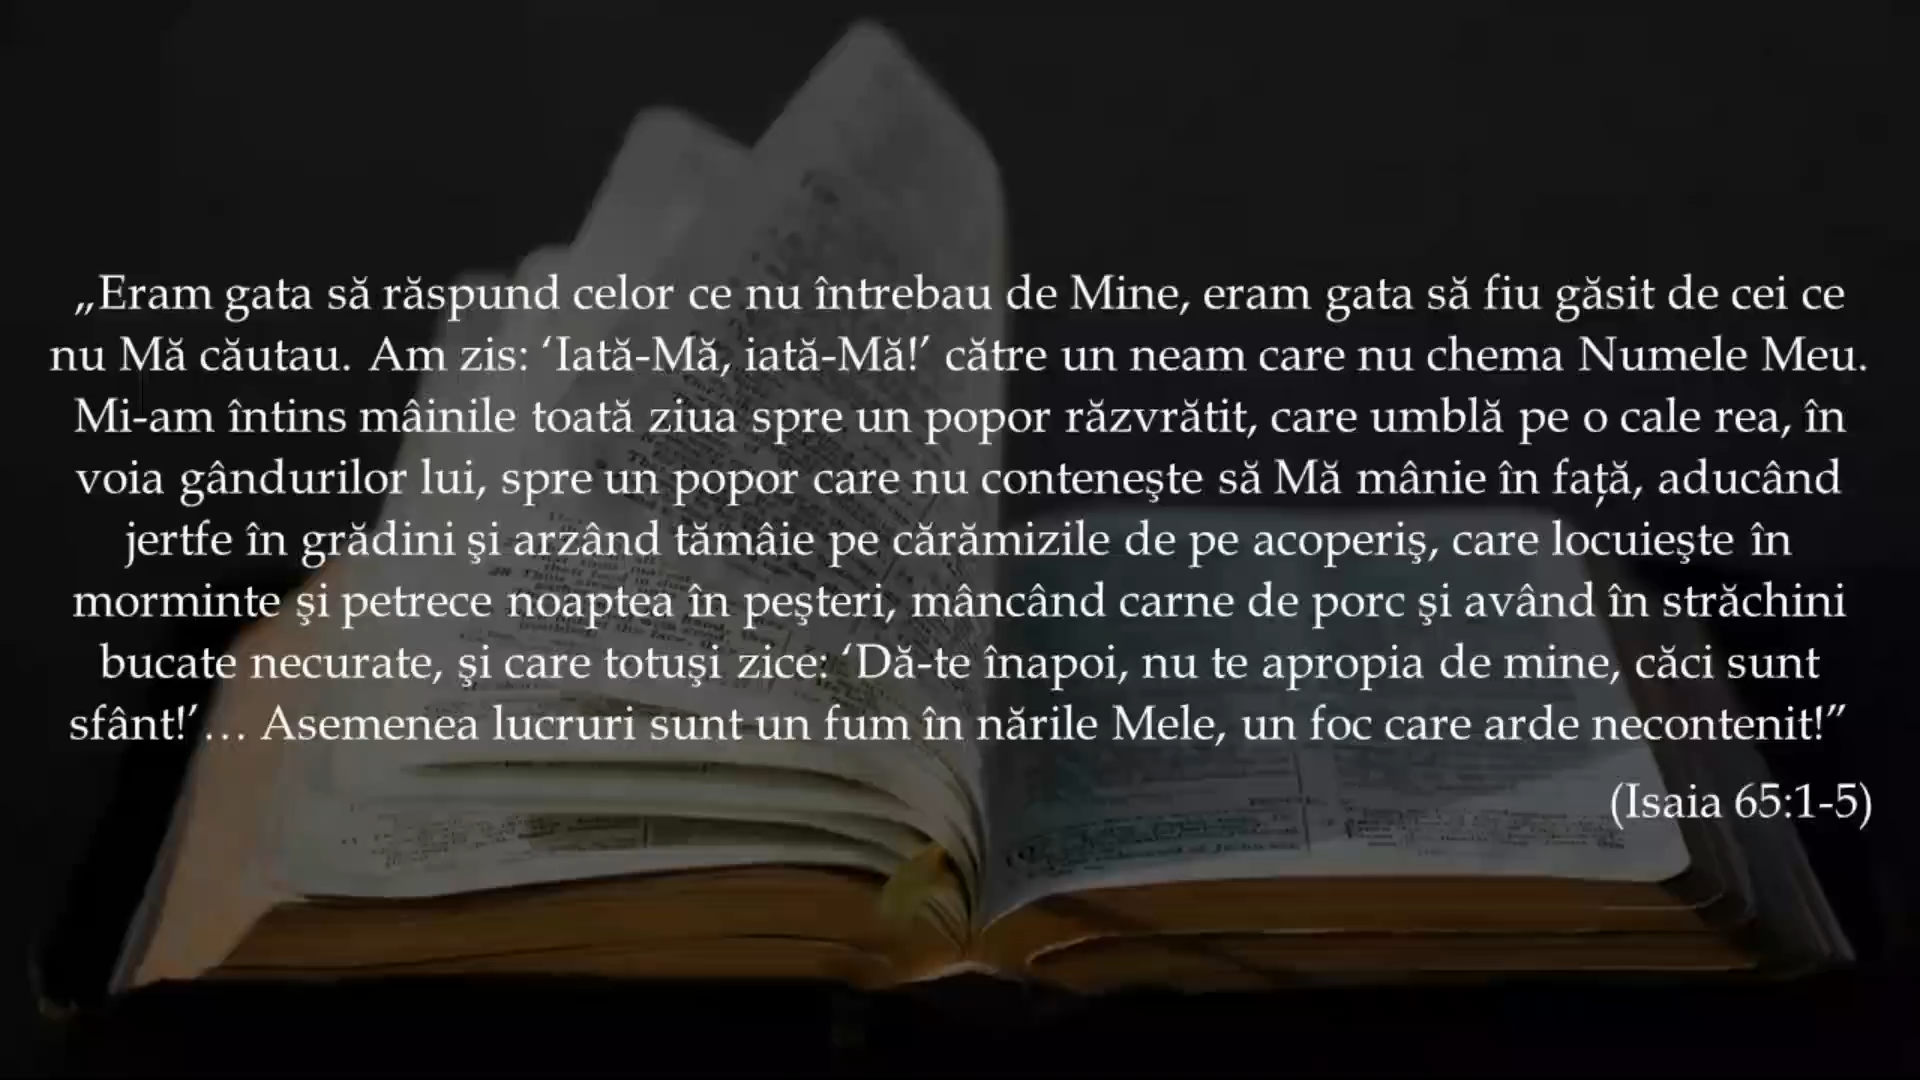 „Eram gata să răspund celor ce nu întrebau de Mine, eram gata să fiu găsit de cei ce
nu Mă căutau. Am zis: ‘Iată-Mă, iată-Mă!’ către un neam care nu chema Numele Meu.
Mi-am întins mâinile toată ziua spre un popor răzvrătit, care umblă pe o cale rea, în
voia gândurilor lui, spre un popor care nu conteneşte să Mă mânie în față, aducând
jertfe în grădini şi arzând tămâie pe cărămizile de pe acoperiş, care locuieşte în
morminte şi petrece noaptea în peşteri, mâncând carne de porc şi având în străchini
bucate necurate, şi care totuşi zice: ‘Dă-te înapoi, nu te apropia de mine, căci sunt
sfânt!’… Asemenea lucruri sunt un fum în nările Mele, un foc care arde necontenit!”
(Isaia 65:1-5)